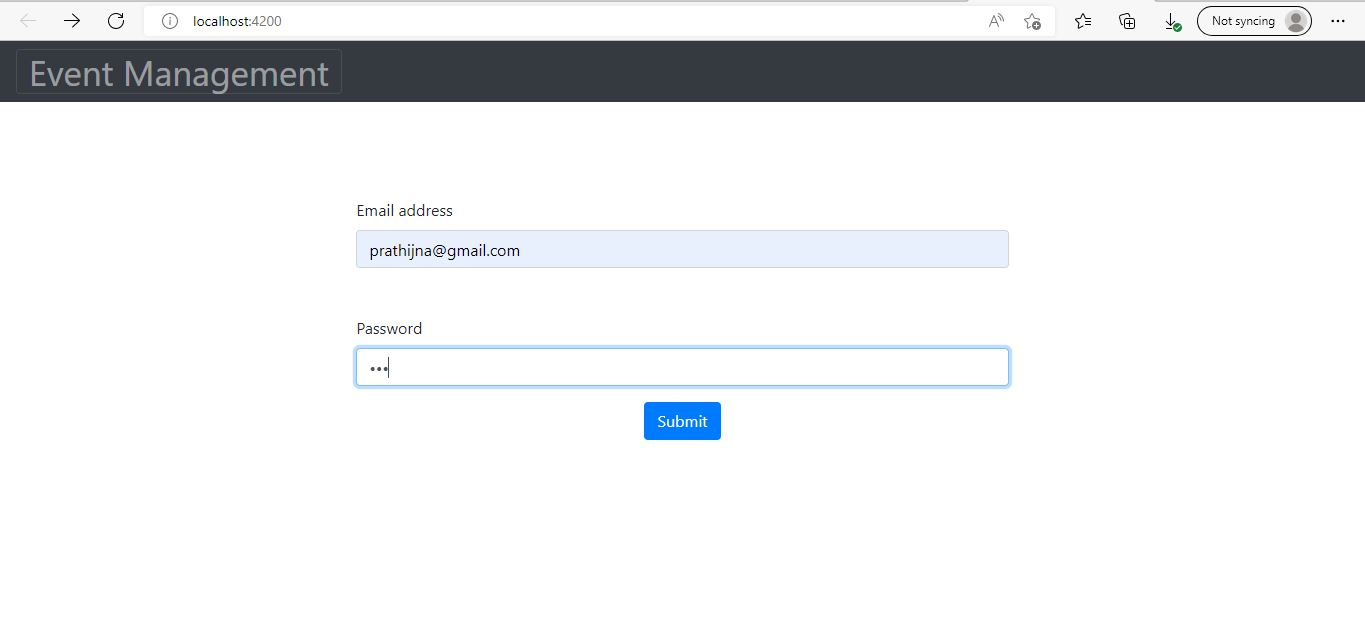 localhost:4200
Not syncing
Event Management
Email address
prathijna@gmail.com
Password
•••
Submit